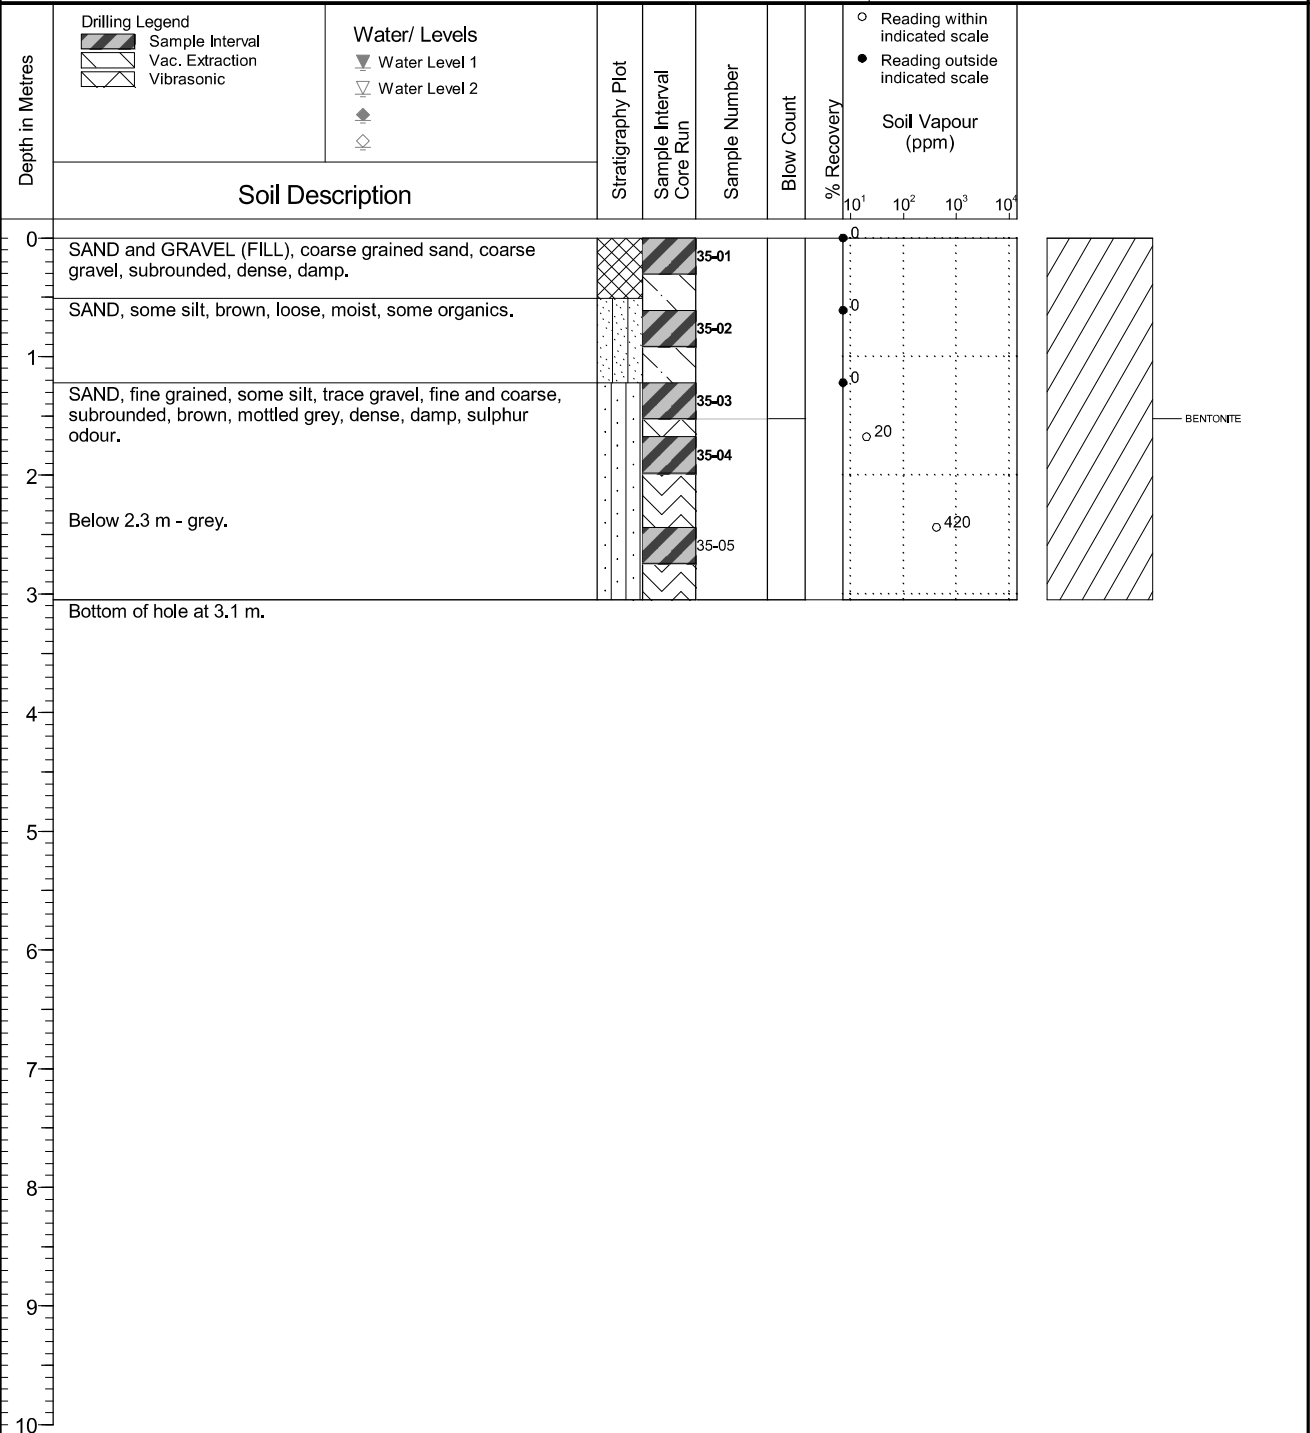 Depth in Metres
Drilling Legend
Sample Interval
Vac. Extraction
Vibrasonic
Water/ Levels
Water Level 1
Water Level 2
Soil Description
Stratigraphy Plot
Sample Interval
Core Run
Sample Number
Blow Count
% Recovery
Reading within
indicated scale
Reading outside
indicated scale
Soil Vapour
(ppm)
10¹ 10² 10³ 10⁴
0
SAND and GRAVEL (FILL), coarse grained sand, coarse
gravel, subrounded, dense, damp.
35-01
0
SAND, some silt, brown, loose, moist, some organics.
35-02
0
1
SAND, fine grained, some silt, trace gravel, fine and coarse,
subrounded, brown, mottled grey, dense, damp, sulphur
odour.
35-03
0
BENTONITE
20
35-04
2
Below 2.3 m - grey.
420
35-05
3
Bottom of hole at 3.1 m.
4
5
6
7
8
9
10